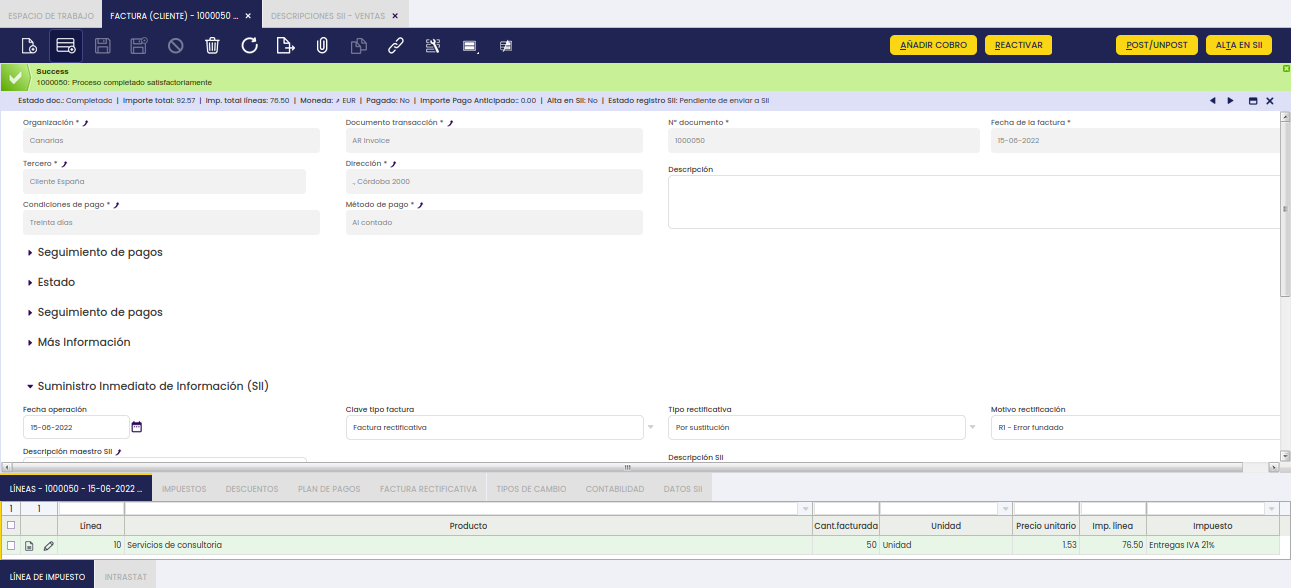 ESPACIO DE TRABAJO
FACTURA (CLIENTE) - 1000050 ...
DESCRIPCIONES SII - VENTAS
AÑADIR COBRO
REACTIVAR
POST/UNPOST
ALTA EN SII
Success
1000050: Proceso completado satisfactoriamente
Estado doc.: Completado | Importe total: 92.57 | Imp. total líneas: 76.50 | Moneda: EUR | Pagado: No | Importe Pago Anticipado:: 0.00 | Alta en SII: No | Estado registro SII: Pendiente de enviar a SII
Organización *
Documento transacción *
Nº documento *
Fecha de la factura *
Canarias
AR Invoice
1000050
15-06-2022
Tercero *
Dirección *
Descripción
Cliente España
., Córdoba 2000
Condiciones de pago *
Método de pago *
Treinta días
Al contado
Seguimiento de pagos
Estado
Seguimiento de pagos
Más Información
Suministro Inmediato de Información (SII)
Fecha operación
Clave tipo factura
Tipo rectificativa
Motivo rectificación
15-06-2022
Factura rectificativa
Por sustitución
R1 - Error fundado
Descripción maestro SII
Descripción SII
LÍNEAS - 1000050 - 15-06-2022 ...
IMPUESTOS
DESCUENTOS
PLAN DE PAGOS
FACTURA RECTIFICATIVA
TIPOS DE CAMBIO
CONTABILIDAD
DATOS SII
1 1
Línea Producto Cant.facturada Unidad Precio unitario Imp. línea Impuesto
10 Servicios de consultoria 50 Unidad 1.53 76.50 Entregas IVA 21%
LÍNEA DE IMPUESTO
INTRASTAT